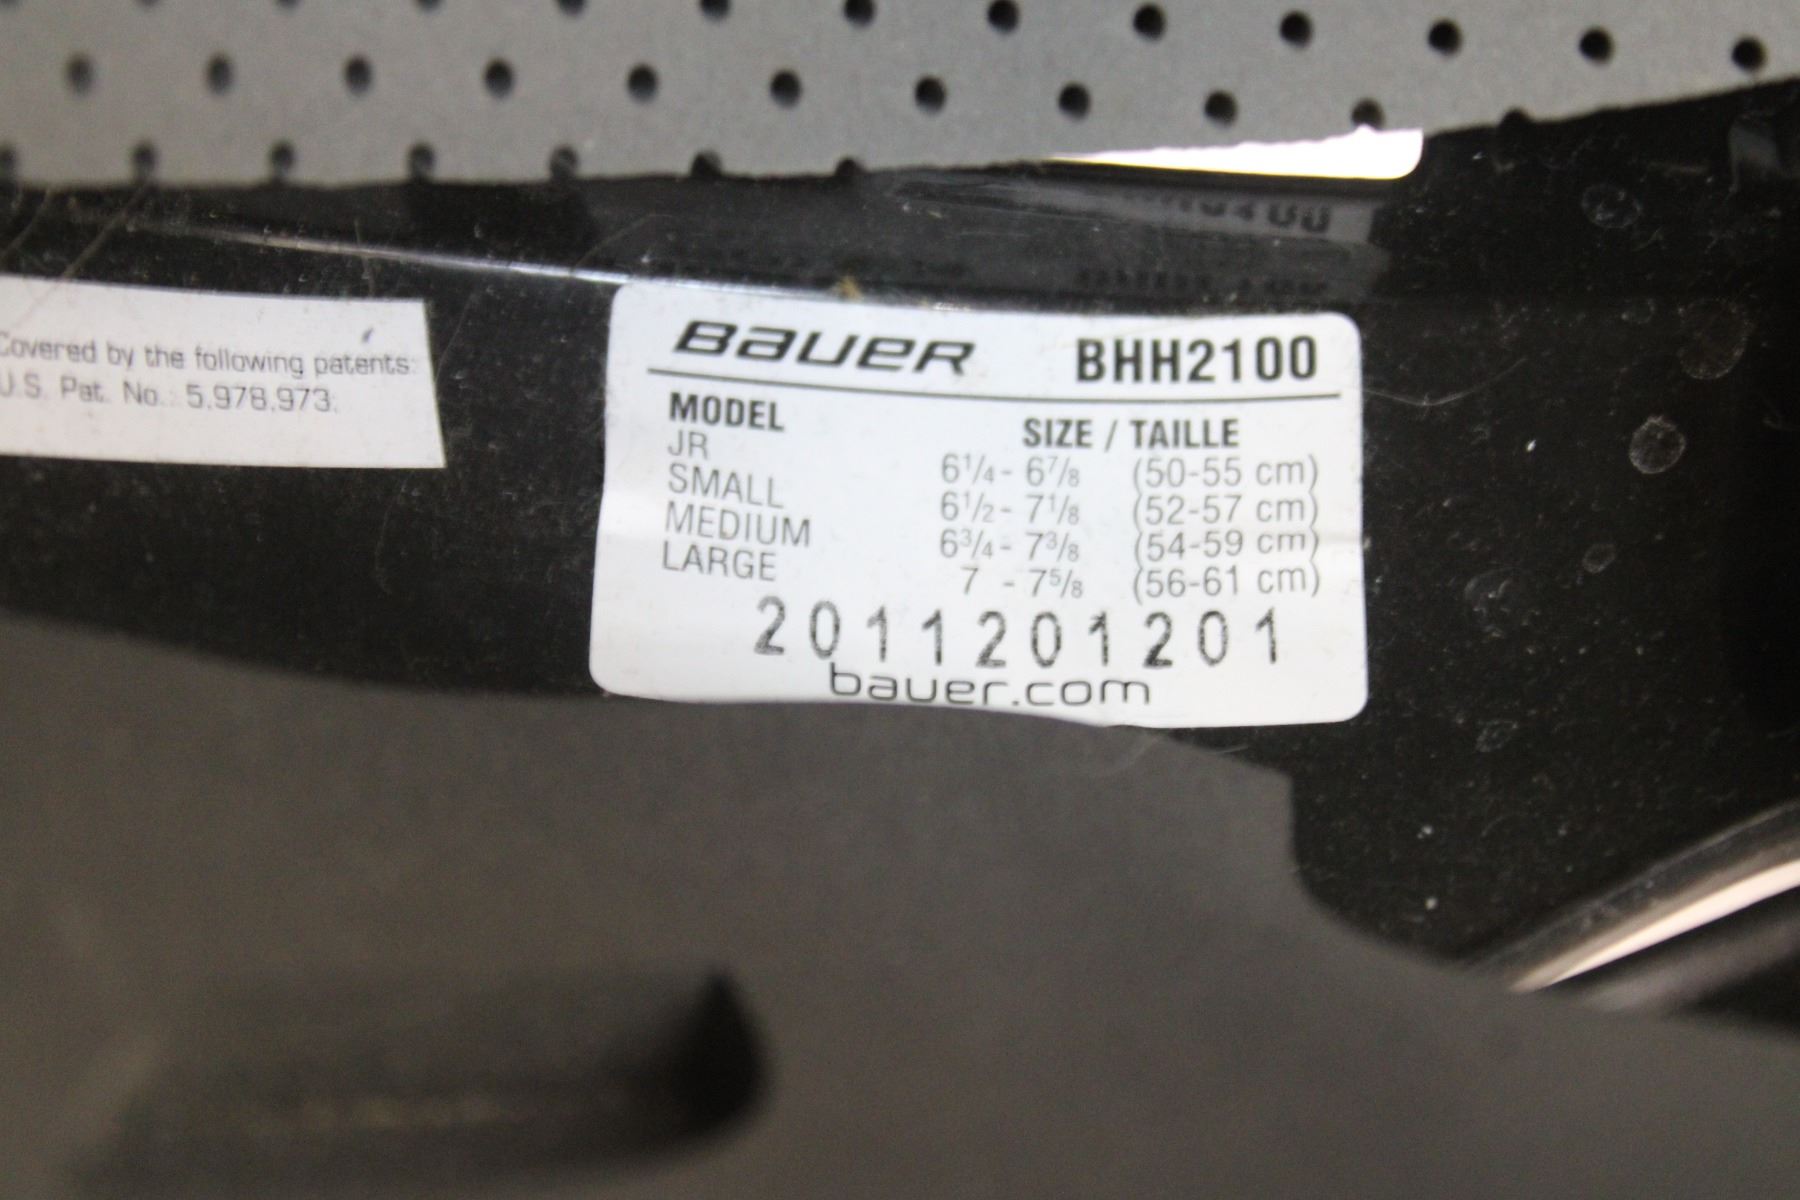 Covered by the following patents:
U.S. Pat. No.: 5,978,973;
BAUER BHH2100
MODEL SIZE / TAILLE
JR 6¼ - 6⅞ (50-55 cm)
SMALL 6½ - 7⅛ (52-57 cm)
MEDIUM 6¾ - 7⅜ (54-59 cm)
LARGE 7 - 7⅝ (56-61 cm)
2011201201
bauer.com